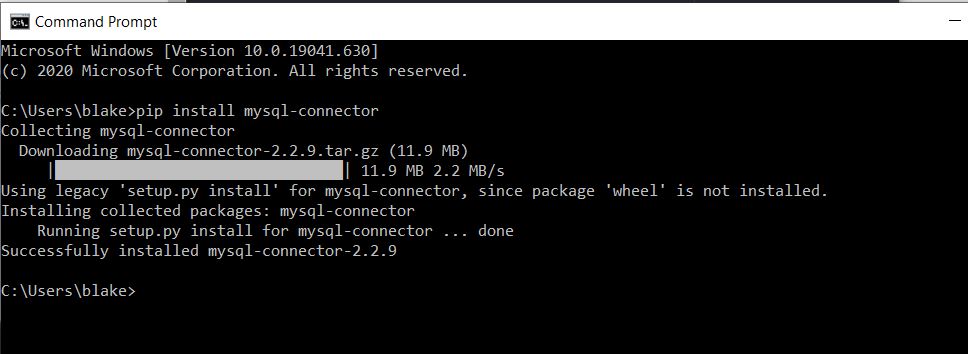 Command Prompt
Microsoft Windows [Version 10.0.19041.630]
(c) 2020 Microsoft Corporation. All rights reserved.
C:\Users\blake>pip install mysql-connector
Collecting mysql-connector
  Downloading mysql-connector-2.2.9.tar.gz (11.9 MB)
     |████████████████████████████████| 11.9 MB 2.2 MB/s
Using legacy 'setup.py install' for mysql-connector, since package 'wheel' is not installed.
Installing collected packages: mysql-connector
    Running setup.py install for mysql-connector ... done
Successfully installed mysql-connector-2.2.9
C:\Users\blake>